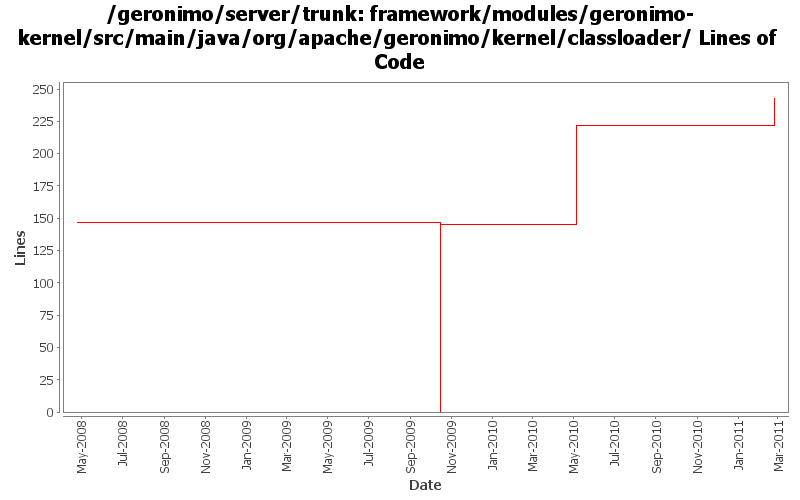 /geronimo/server/trunk: framework/modules/geronimo-
kernel/src/main/java/org/apache/geronimo/kernel/classloader/ Lines of
Code
250
225
200
175
150
125
100
75
50
25
0
Lines
May-2008
Jul-2008
Sep-2008
Nov-2008
Jan-2009
Mar-2009
May-2009
Jul-2009
Sep-2009
Nov-2009
Jan-2010
Mar-2010
May-2010
Jul-2010
Sep-2010
Nov-2010
Jan-2011
Mar-2011
Date